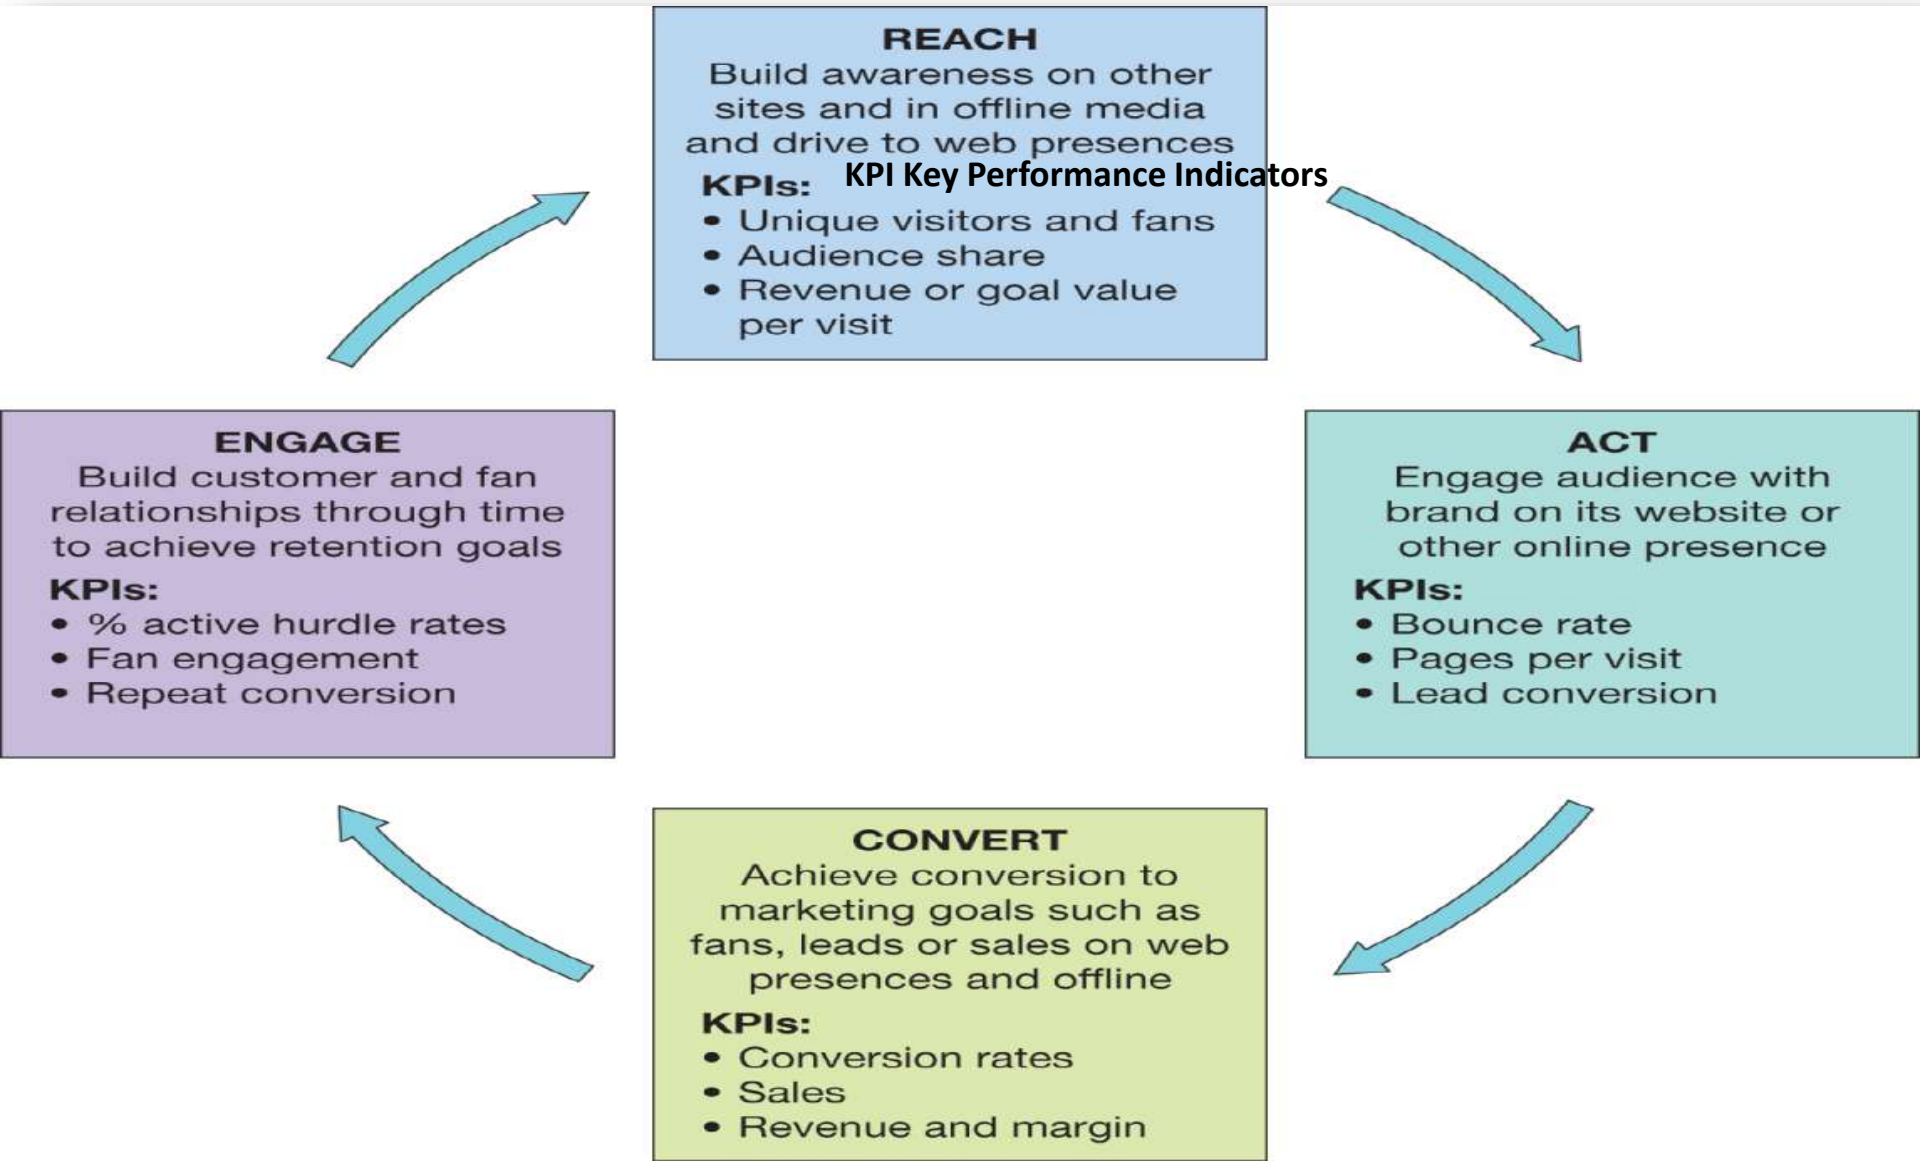 REACH
Build awareness on other
sites and in offline media
and drive to web presences
KPIs:
KPI Key Performance Indicators
• Unique visitors and fans
• Audience share
• Revenue or goal value
per visit
ENGAGE
Build customer and fan
relationships through time
to achieve retention goals
KPIs:
• % active hurdle rates
• Fan engagement
• Repeat conversion
ACT
Engage audience with
brand on its website or
other online presence
KPIs:
• Bounce rate
• Pages per visit
• Lead conversion
CONVERT
Achieve conversion to
marketing goals such as
fans, leads or sales on web
presences and offline
KPIs:
• Conversion rates
• Sales
• Revenue and margin